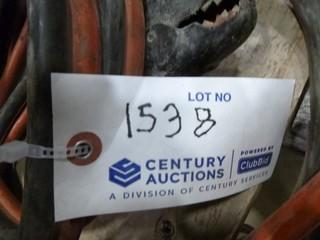 LOT NO
1538
CENTURY
AUCTIONS
POWERED BY
ClubBid
A DIVISION OF CENTURY SERVICES